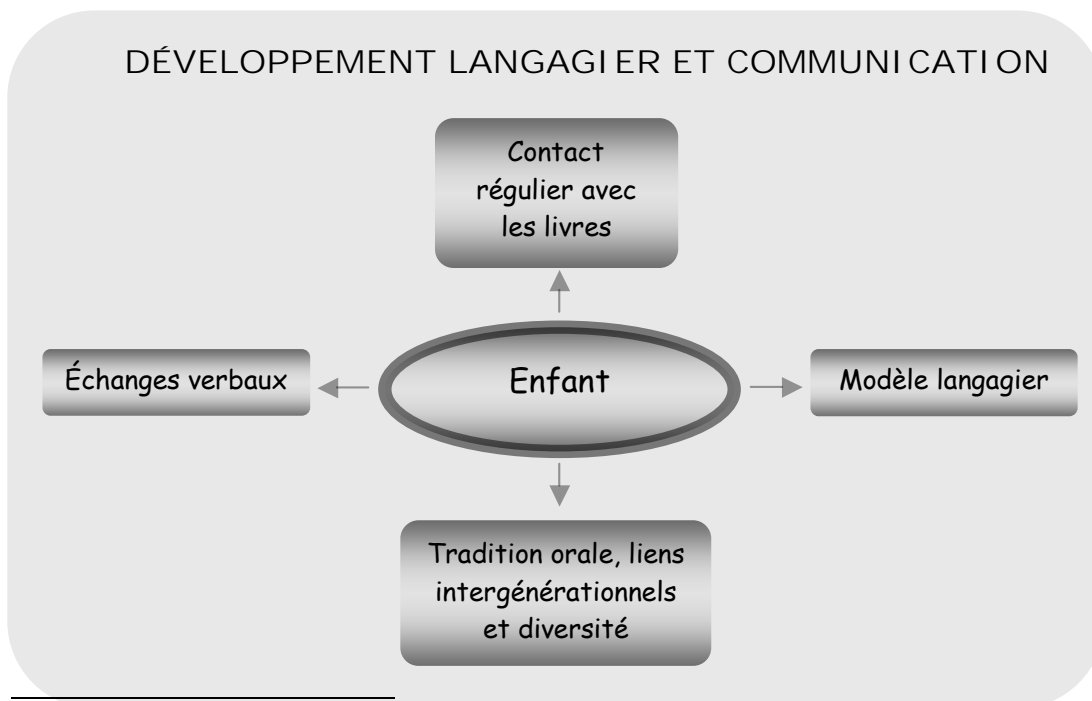 DÉVELOPPEMENT LANGAGIER ET COMMUNICATION
Contact
régulier avec
les livres
Échanges verbaux
Enfant
Modèle langagier
Tradition orale, liens
intergénérationnels
et diversité